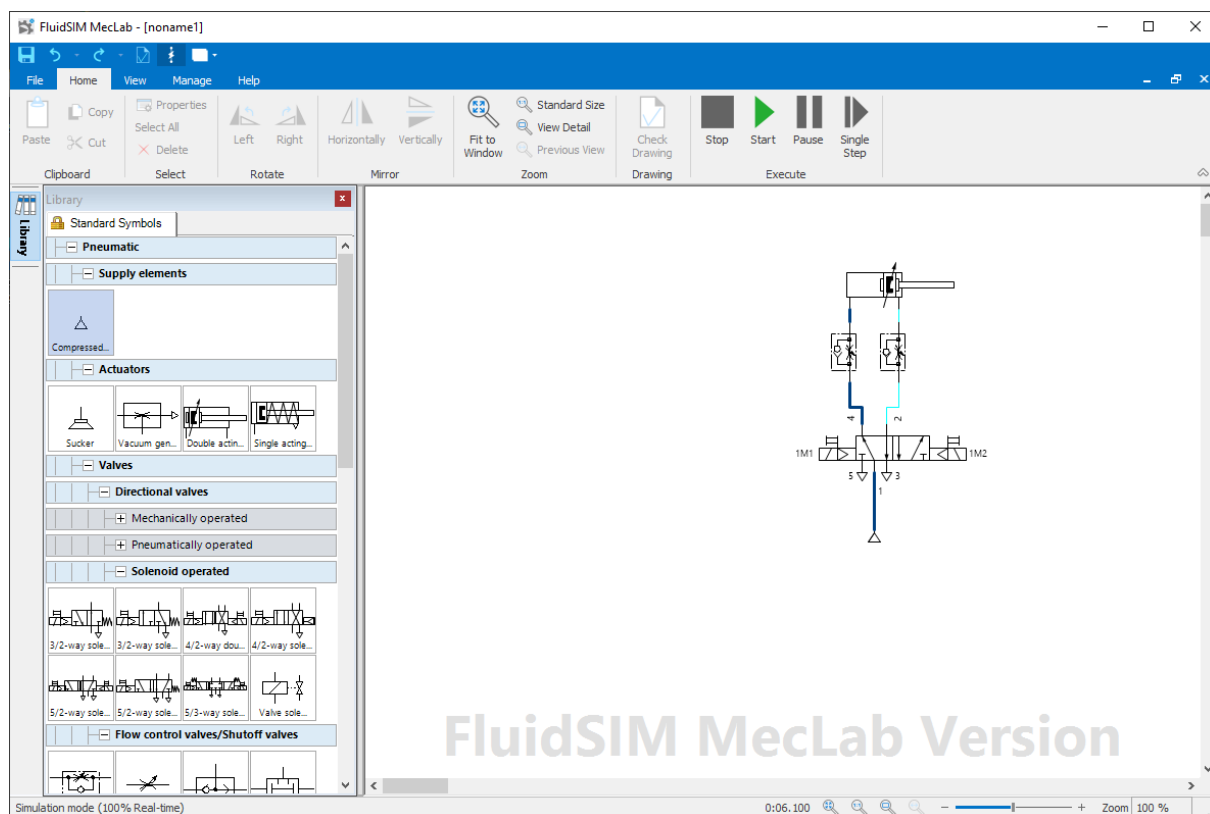 FluidSIM MecLab - [noname1]
File Home View Manage Help
Paste
Copy
Cut
Clipboard
Properties
Select All
Delete
Select
Left Right
Rotate
Horizontally Vertically
Mirror
Fit to
Window
Standard Size
View Detail
Previous View
Zoom
Check
Drawing
Drawing
Stop Start Pause Single
Step
Execute
Library
Library
Standard Symbols
Pneumatic
Supply elements
Compressed...
Actuators
Sucker Vacuum gen... Double actin... Single acting...
Valves
Directional valves
Mechanically operated
Pneumatically operated
Solenoid operated
3/2-way sole... 3/2-way sole... 4/2-way dou... 4/2-way sole...
5/2-way sole... 5/2-way sole... 5/3-way sole... Valve sole...
Flow control valves/Shutoff valves
4 2
1M1 1M2
5 3
1
FluidSIM MecLab Version
Simulation mode (100% Real-time) 0:06.100 Zoom 100 %